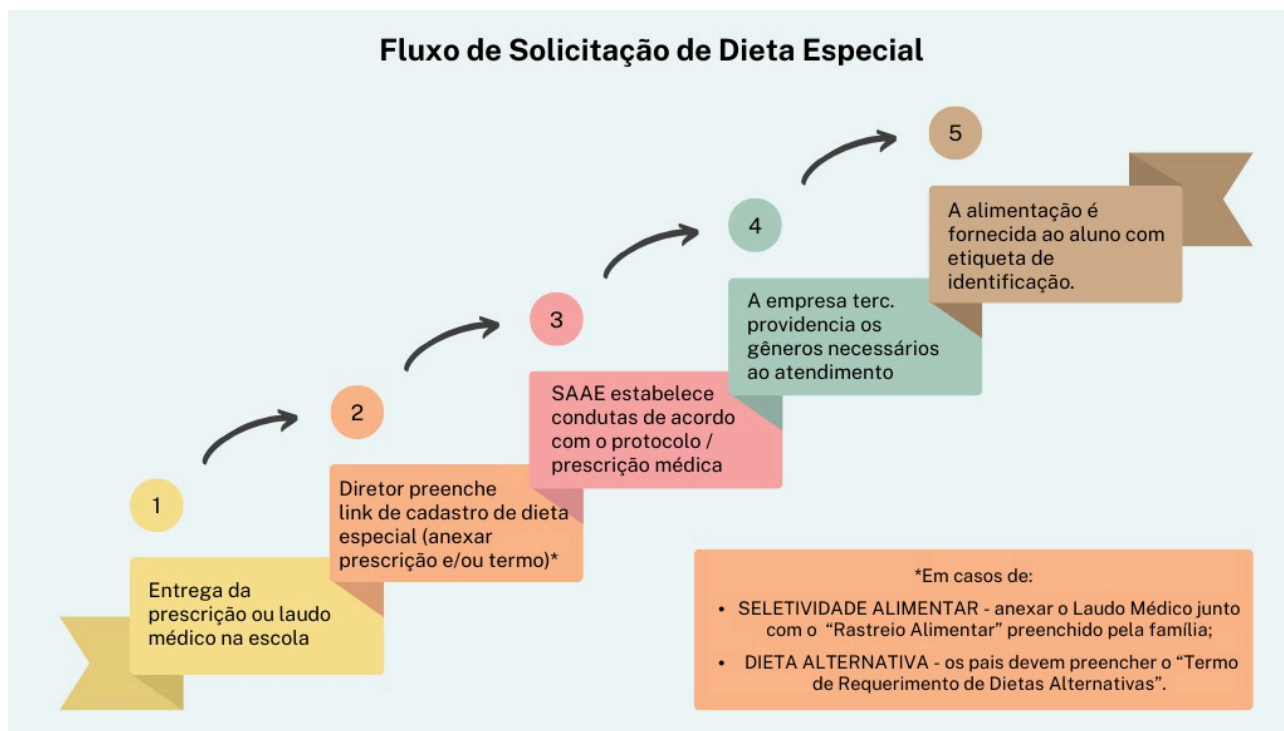 Fluxo de Solicitação de Dieta Especial
1
Entrega da
prescrição ou laudo
médico na escola
2
Diretor preenche
link de cadastro de dieta
especial (anexar
prescrição e/ou termo)*
3
SAAE estabelece
condutas de acordo
com o protocolo /
prescrição médica
4
A empresa terc.
providencia os
gêneros necessários
ao atendimento
5
A alimentação é
fornecida ao aluno com
etiqueta de
identificação.
*Em casos de:
• SELETIVIDADE ALIMENTAR - anexar o Laudo Médico junto
com o “Rastreio Alimentar” preenchido pela família;
• DIETA ALTERNATIVA - os pais devem preencher o “Termo
de Requerimento de Dietas Alternativas”.